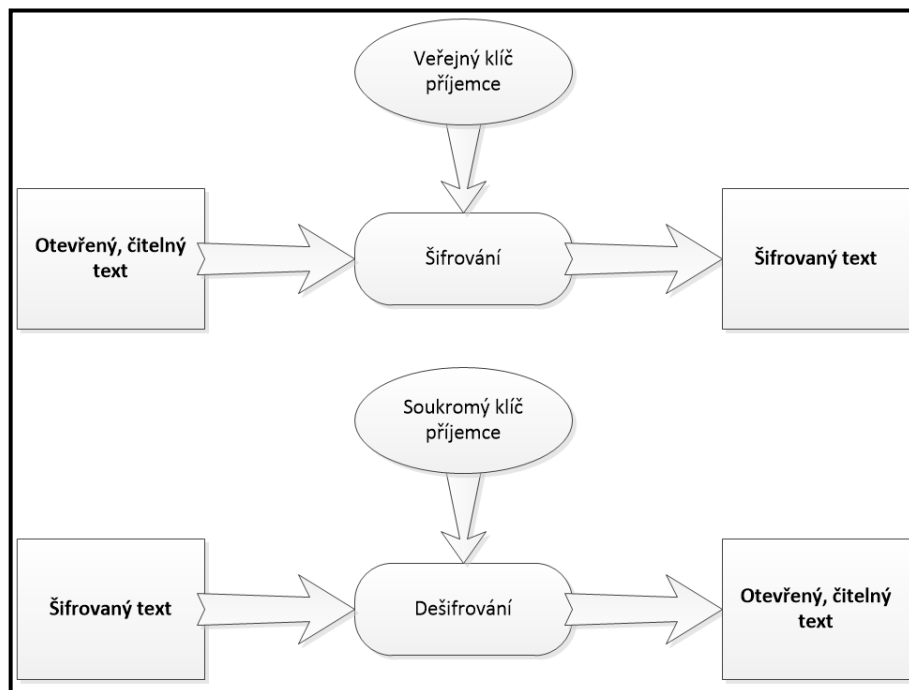 Veřejný klíč
příjemce
Otevřený, čitelný
text
Šifrování
Šifrovaný text
Soukromý klíč
příjemce
Šifrovaný text
Dešifrování
Otevřený, čitelný
text